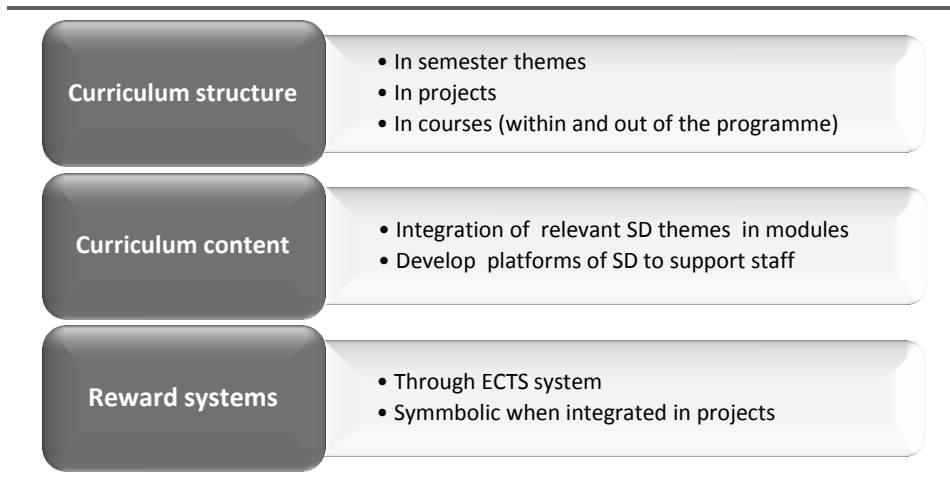 Curriculum structure
• In semester themes
• In projects
• In courses (within and out of the programme)
Curriculum content
• Integration of relevant SD themes in modules
• Develop platforms of SD to support staff
Reward systems
• Through ECTS system
• Symmbolic when integrated in projects